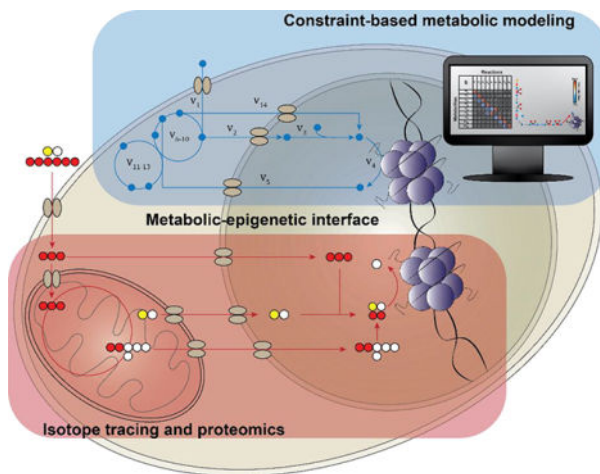 Constraint-based metabolic modeling
Reactions
V1
V14
V6-10
V2
V3
V4
V11-13
V5
Metabolic-epigenetic interface
Isotope tracing and proteomics